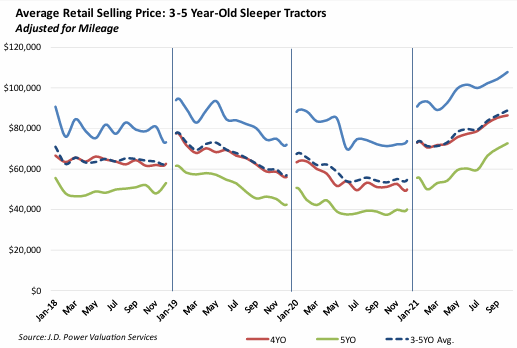 Average Retail Selling Price: 3-5 Year-Old Sleeper Tractors
Adjusted for Mileage
$120,000
$100,000
$80,000
$60,000
$40,000
$20,000
$0
Jan-18 Mar May Jul Sep Nov Jan-19 Mar May Jul Sep Nov Jan-20 Mar May Jul Sep Nov Jan-21 Mar May Jul Sep
Source: J.D. Power Valuation Services
4YO 5YO 3-5YO Avg.